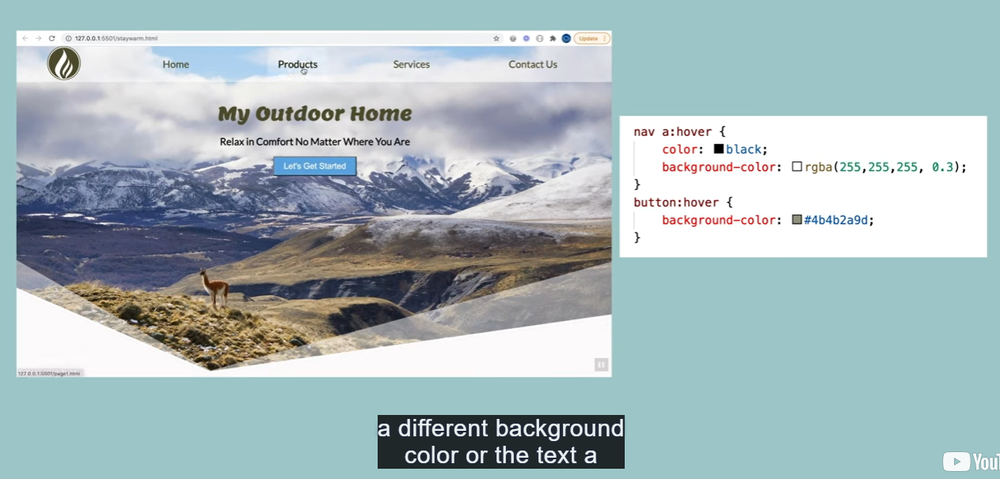 127.0.0.1:5501/staywarm.html
Update
Home Products Services Contact Us
My Outdoor Home
Relax in Comfort No Matter Where You Are
Let's Get Started
127.0.0.1:5501/page1.html
nav a:hover {
color: black;
background-color: rgba(255,255,255, 0.3);
}
button:hover {
background-color: #4b4b2a9d;
}
a different background
color or the text a
YouT